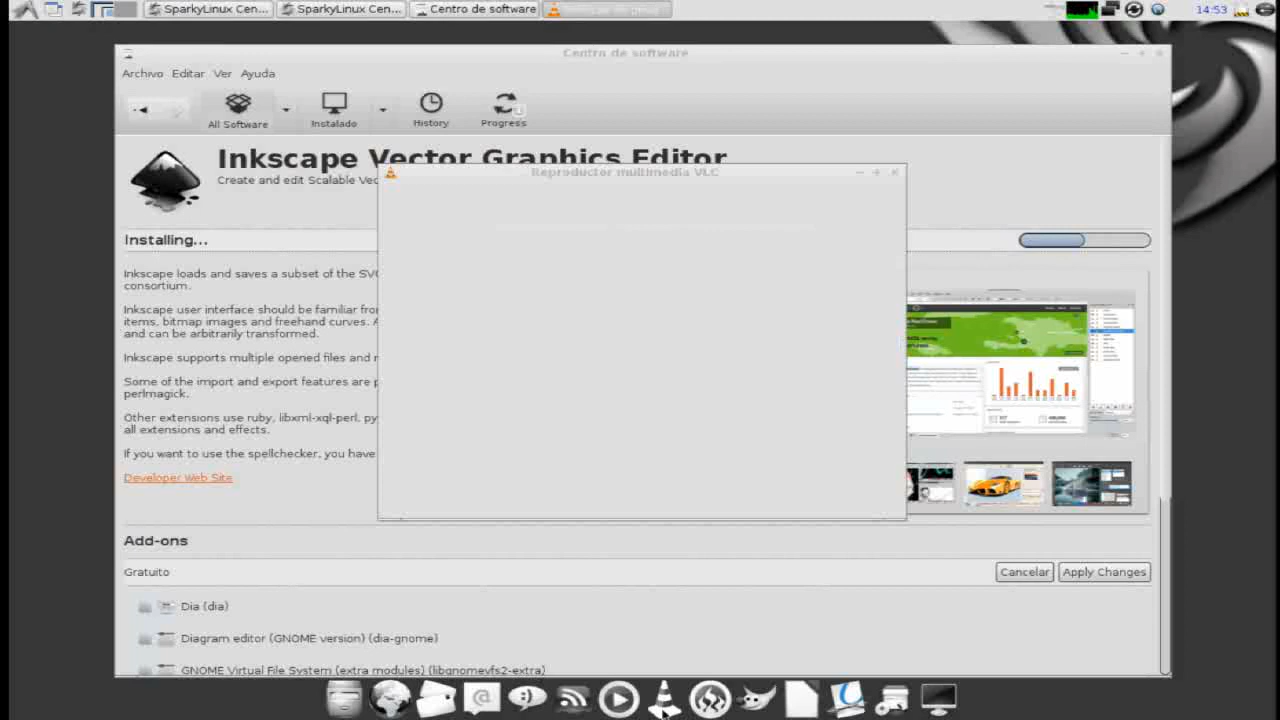 SparkyLinux Cen...
SparkyLinux Cen...
Centro de software
14:53
Centro de software
Archivo Editar Ver Ayuda
All Software
Instalado
History
Progress
Inkscape Vector Graphics Editor
Create and edit Scalable Vec
Reproductor multimedia VLC
Installing...
Inkscape loads and saves a subset of the SV
consortium.
Inkscape user interface should be familiar fro
items, bitmap images and freehand curves. A
and can be arbitrarily transformed.
Inkscape supports multiple opened files and
Some of the import and export features are p
perlmagick.
Other extensions use ruby, libxml-xql-perl, py
all extensions and effects.
If you want to use the spellchecker, you have
Developer Web Site
Add-ons
Gratuito
Cancelar
Apply Changes
Dia (dia)
Diagram editor (GNOME version) (dia-gnome)
GNOME Virtual File System (extra modules) (libgnomevfs2-extra)